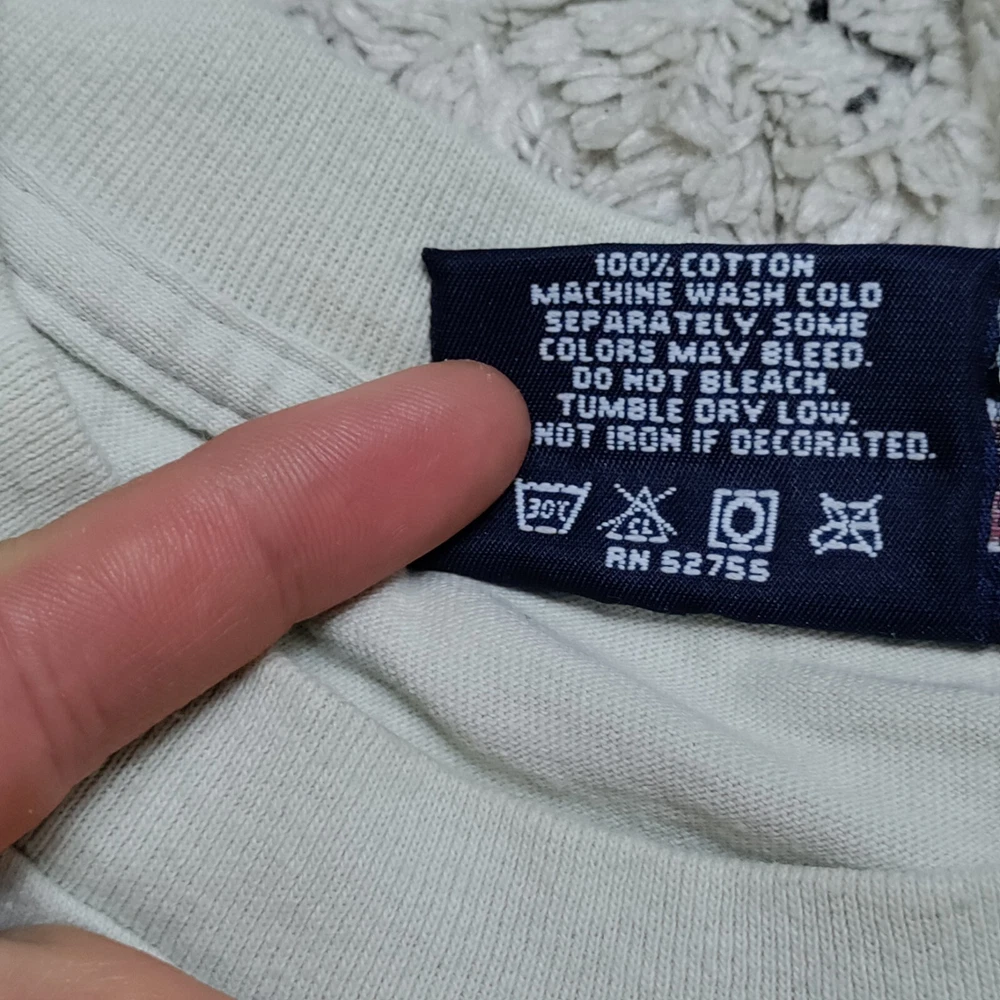 100% COTTON
MACHINE WASH COLD
SEPARATELY. SOME
COLORS MAY BLEED.
DO NOT BLEACH.
TUMBLE DRY LOW.
NOT IRON IF DECORATED.
30°C CL
RN 52755